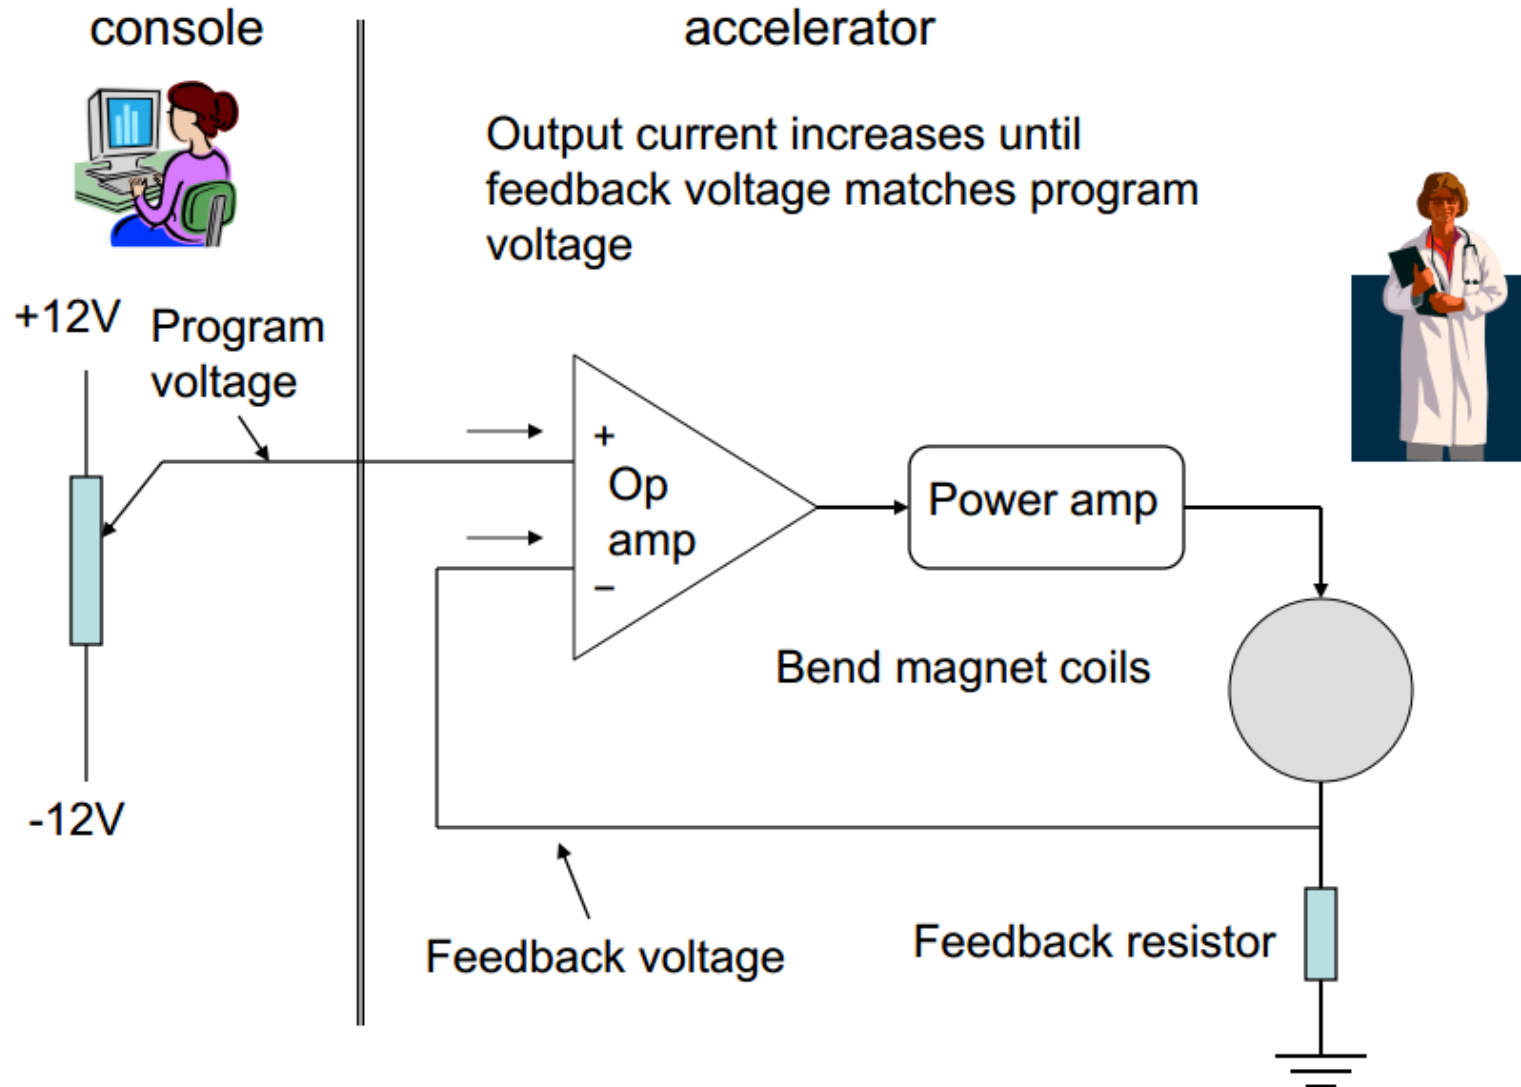 console
accelerator
Output current increases until
feedback voltage matches program
voltage
+12V
Program
voltage
+
Op
amp
−
Power amp
Bend magnet coils
-12V
Feedback voltage
Feedback resistor